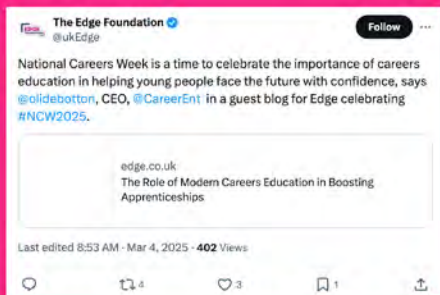 The Edge Foundation
@ukEdge
Follow
EDGE
National Careers Week is a time to celebrate the importance of careers
education in helping young people face the future with confidence, says
@olidebotton, CEO, @CareerEnt in a guest blog for Edge celebrating
#NCW2025.
edge.co.uk
The Role of Modern Careers Education in Boosting
Apprenticeships
Last edited 8:53 AM · Mar 4, 2025 · 402 Views
4
3
1